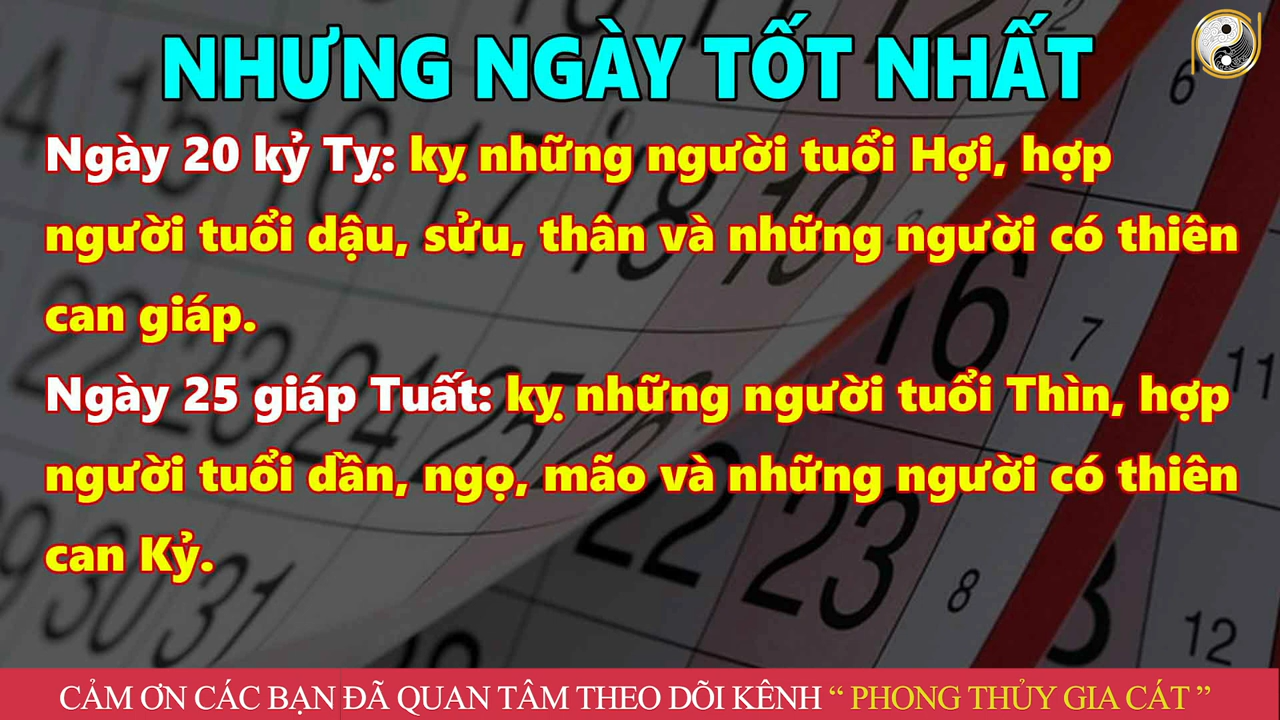 NHƯNG NGÀY TỐT NHẤT
Ngày 20 kỷ Tỵ: kỵ những người tuổi Hợi, hợp
người tuổi dậu, sửu, thân và những người có thiên
can giáp.
Ngày 25 giáp Tuất: kỵ những người tuổi Thìn, hợp
người tuổi dần, ngọ, mão và những người có thiên
can Kỷ.
CẢM ƠN CÁC BẠN ĐÃ QUAN TÂM THEO DÕI KÊNH “ PHONG THỦY GIA CÁT ”